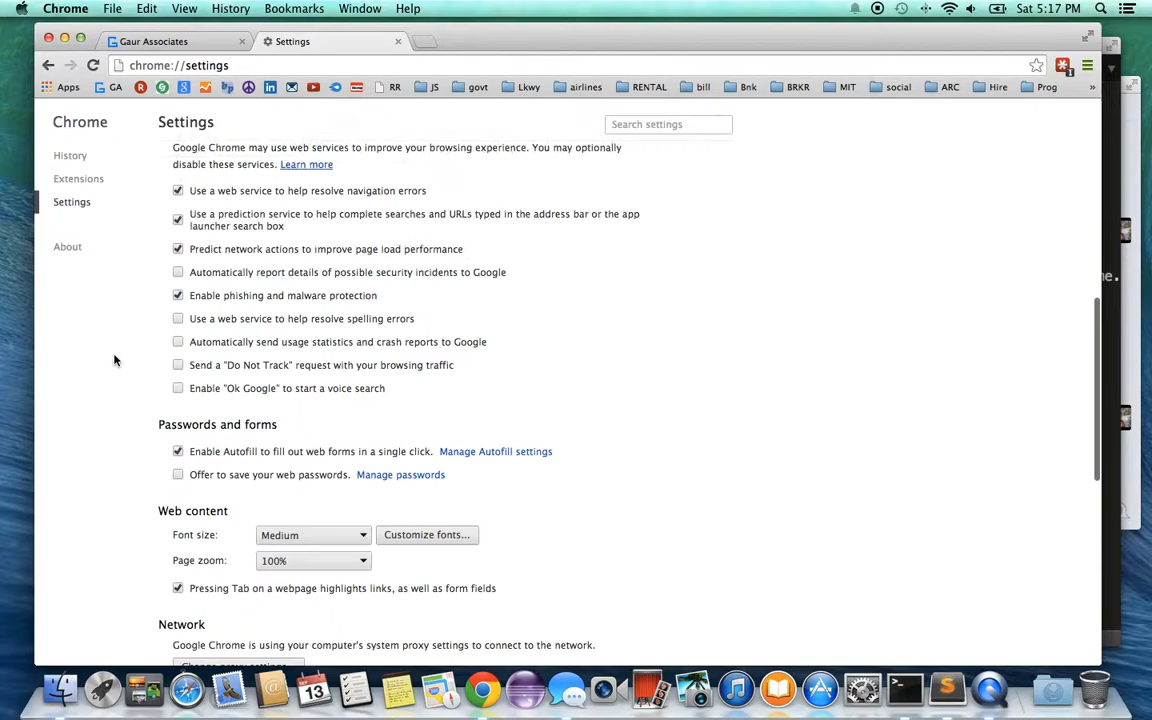 Chrome File Edit View History Bookmarks Window Help Sat 5:17 PM
Gaur Associates Settings
chrome://settings
Apps GA RR JS govt Lkwy airlines RENTAL bill Bnk BRKR MIT social ARC Hire Prog »
Chrome
History
Extensions
Settings
About
Settings
Search settings
Google Chrome may use web services to improve your browsing experience. You may optionally
disable these services. Learn more
Use a web service to help resolve navigation errors
Use a prediction service to help complete searches and URLs typed in the address bar or the app
launcher search box
Predict network actions to improve page load performance
Automatically report details of possible security incidents to Google
Enable phishing and malware protection
Use a web service to help resolve spelling errors
Automatically send usage statistics and crash reports to Google
Send a "Do Not Track" request with your browsing traffic
Enable "Ok Google" to start a voice search
Passwords and forms
Enable Autofill to fill out web forms in a single click. Manage Autofill settings
Offer to save your web passwords. Manage passwords
Web content
Font size: Medium Customize fonts...
Page zoom: 100%
Pressing Tab on a webpage highlights links, as well as form fields
Network
Google Chrome is using your computer's system proxy settings to connect to the network.
Change proxy settings...
13